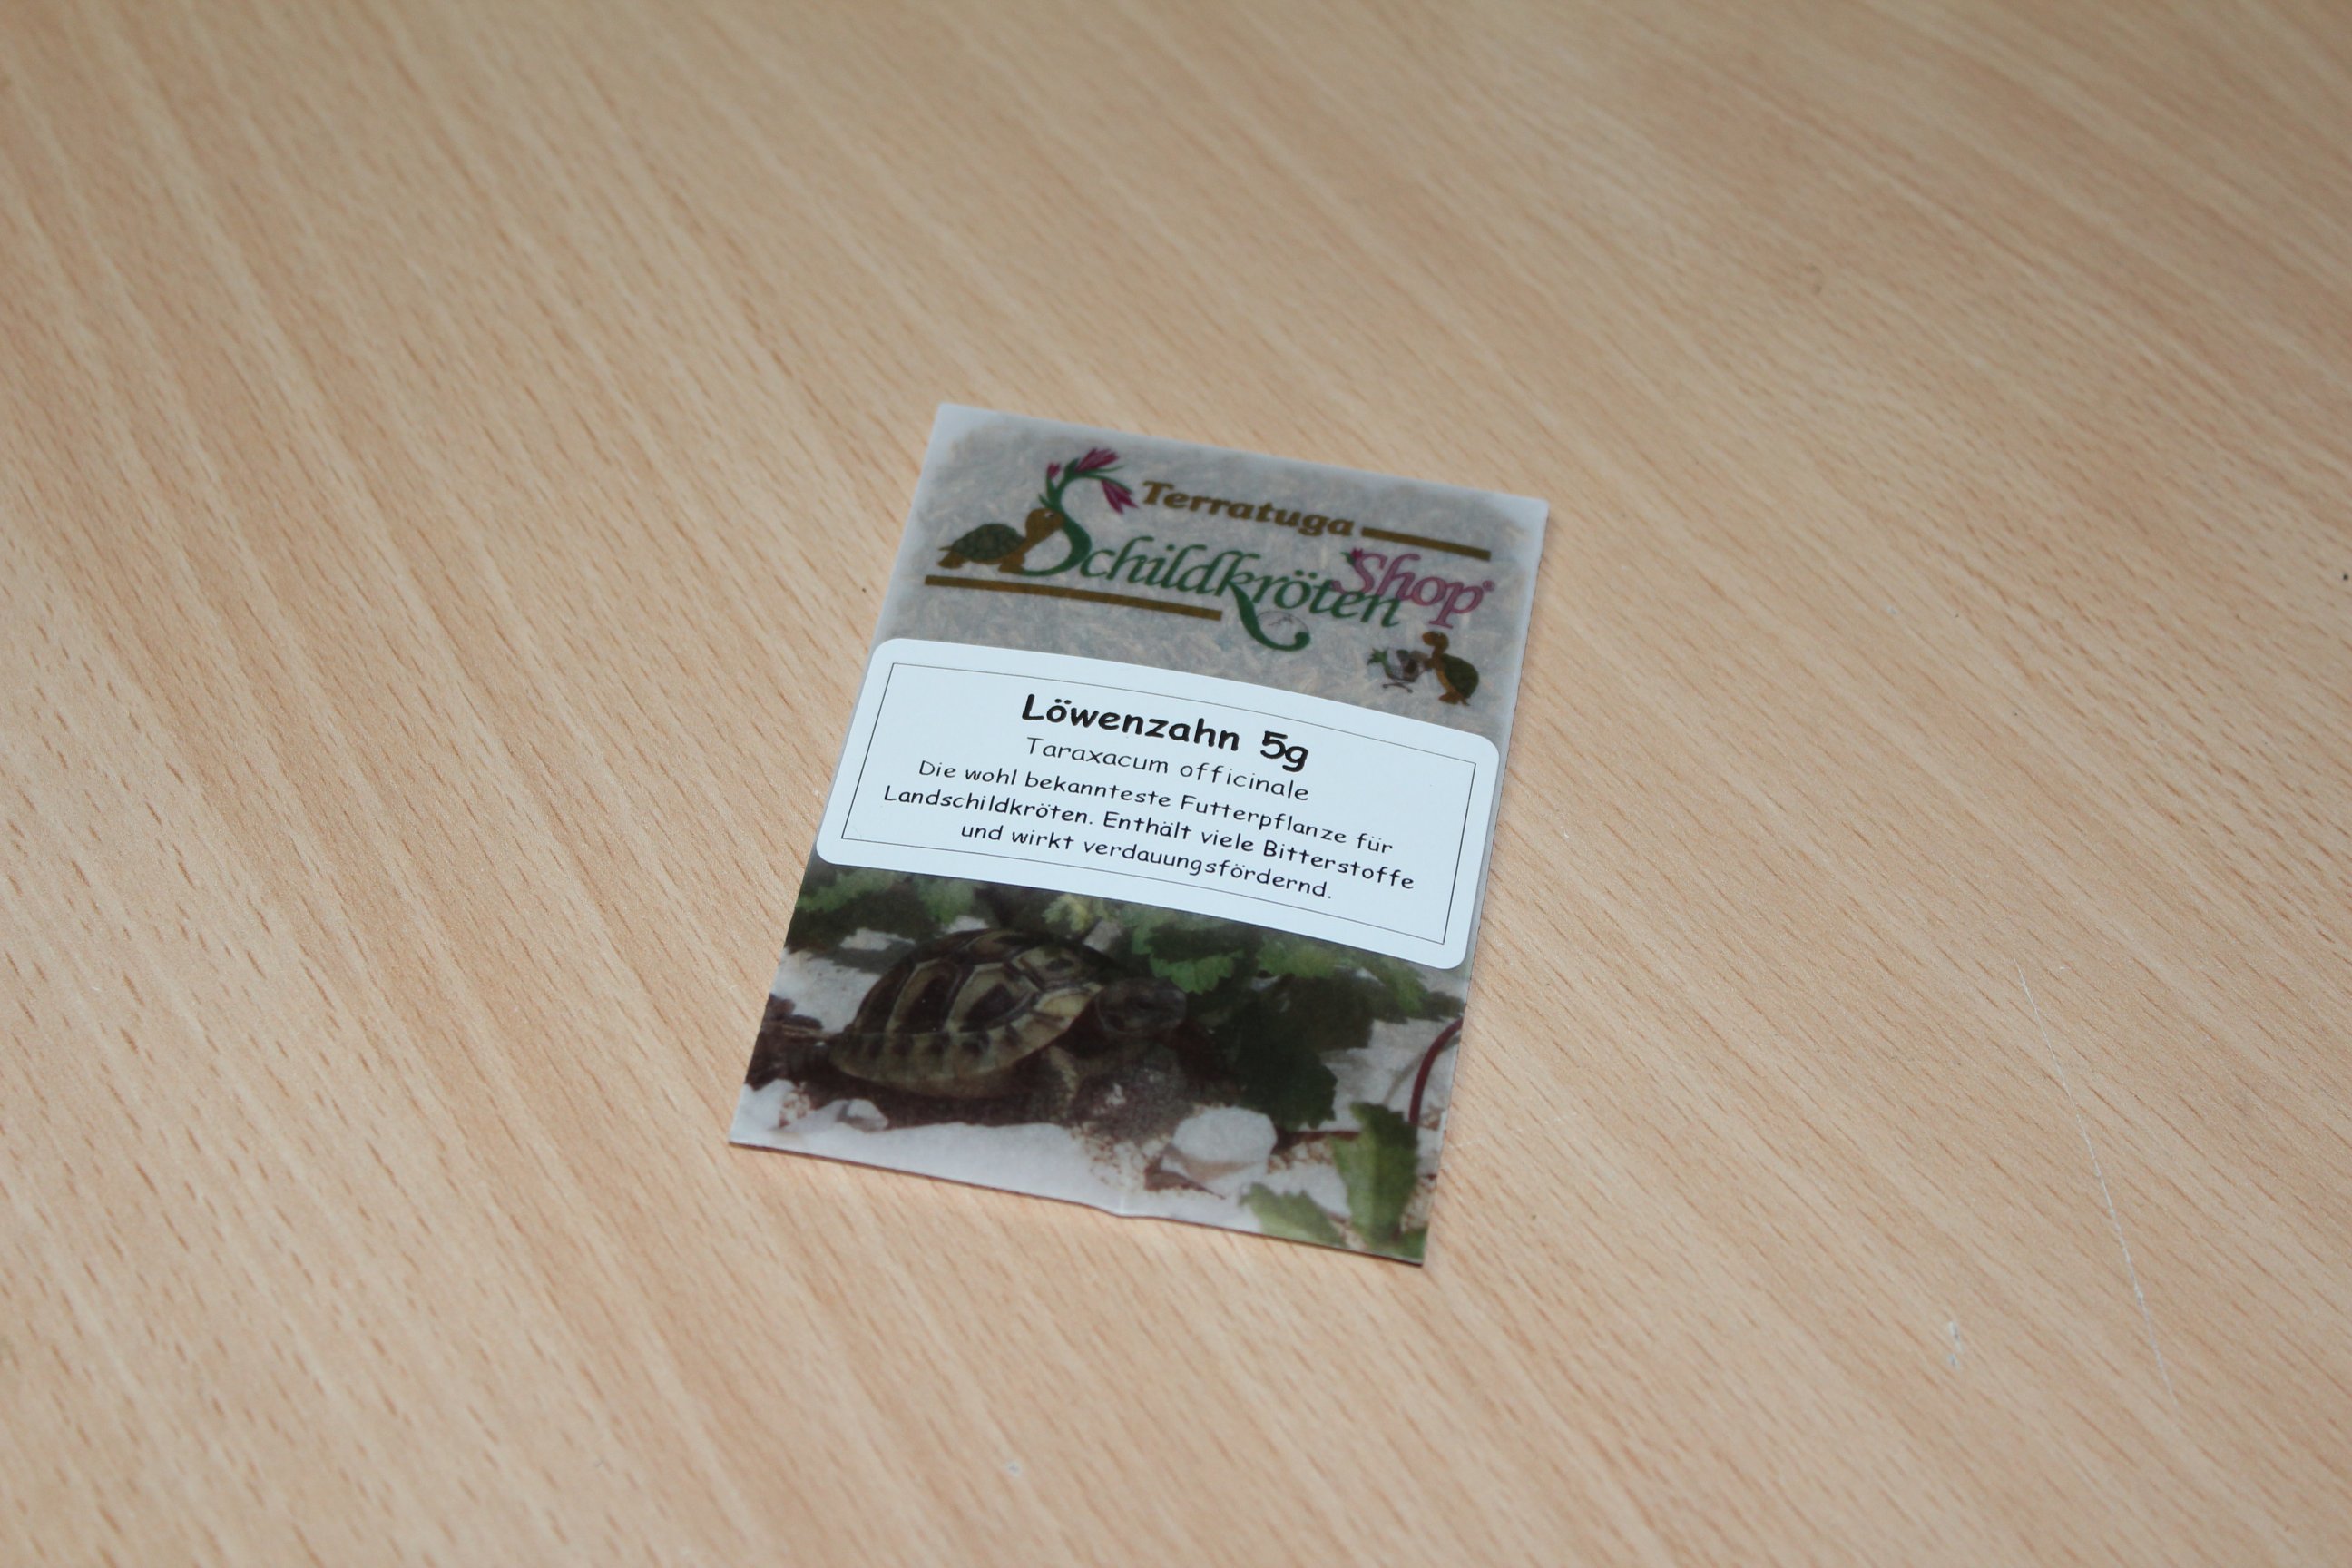 Terratuga
Schildkröten Shop®
Löwenzahn 5g
Taraxacum officinale
Die wohl bekannteste Futterpflanze für
Landschildkröten. Enthält viele Bitterstoffe
und wirkt verdauungsfördernd.